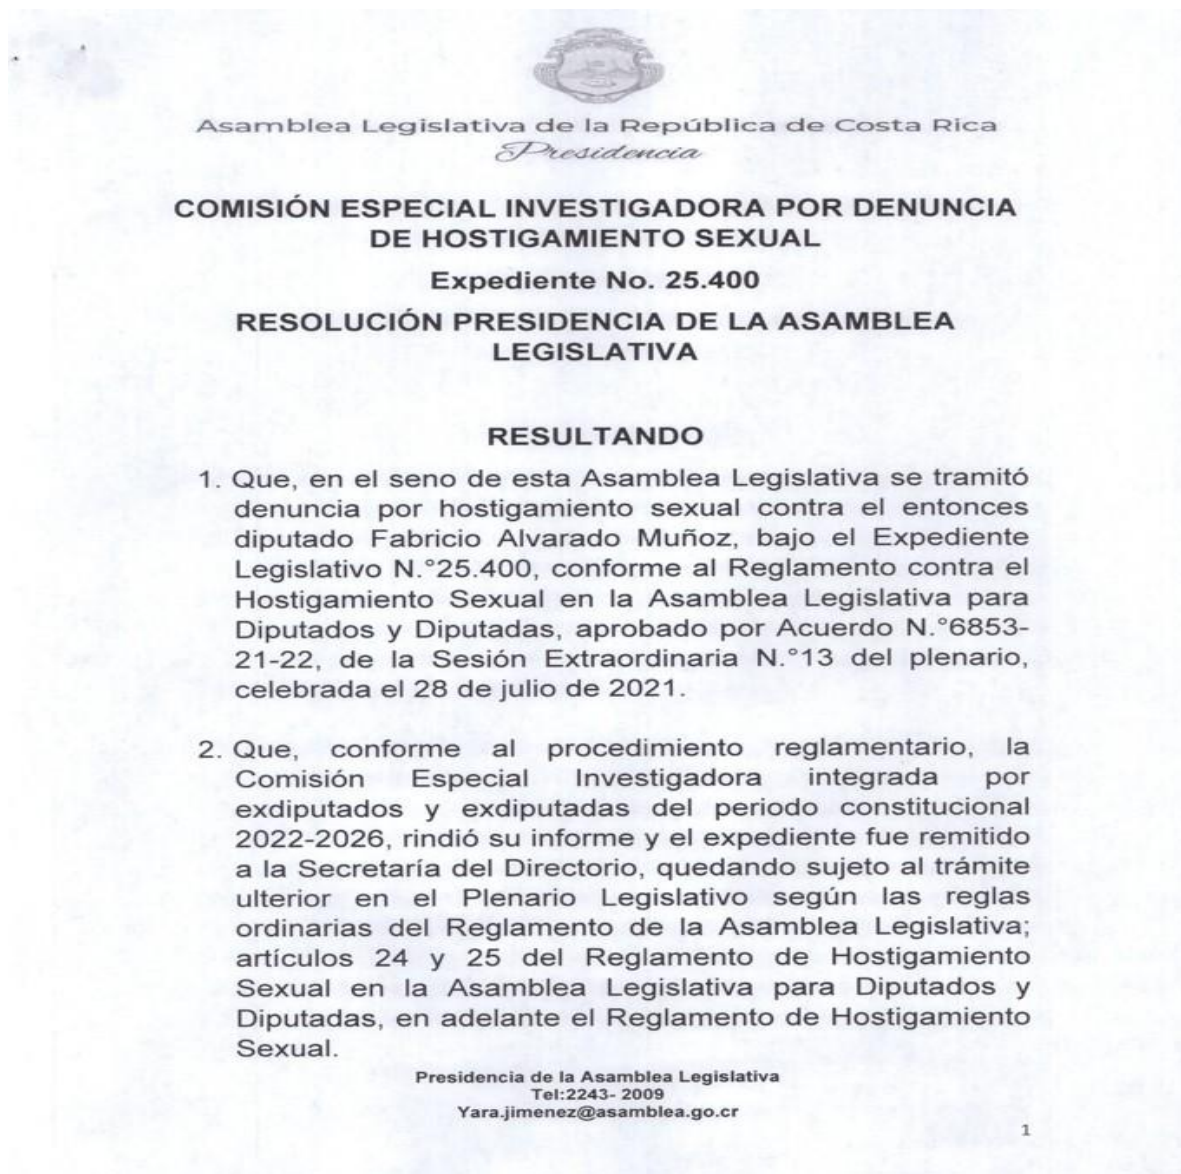 Asamblea Legislativa de la República de Costa Rica
Presidencia
COMISIÓN ESPECIAL INVESTIGADORA POR DENUNCIA
DE HOSTIGAMIENTO SEXUAL
Expediente No. 25.400
RESOLUCIÓN PRESIDENCIA DE LA ASAMBLEA
LEGISLATIVA
RESULTANDO
1. Que, en el seno de esta Asamblea Legislativa se tramitó
denuncia por hostigamiento sexual contra el entonces
diputado Fabricio Alvarado Muñoz, bajo el Expediente
Legislativo N.°25.400, conforme al Reglamento contra el
Hostigamiento Sexual en la Asamblea Legislativa para
Diputados y Diputadas, aprobado por Acuerdo N.°6853-
21-22, de la Sesión Extraordinaria N.°13 del plenario,
celebrada el 28 de julio de 2021.
2. Que, conforme al procedimiento reglamentario, la
Comisión Especial Investigadora integrada por
exdiputados y exdiputadas del periodo constitucional
2022-2026, rindió su informe y el expediente fue remitido
a la Secretaría del Directorio, quedando sujeto al trámite
ulterior en el Plenario Legislativo según las reglas
ordinarias del Reglamento de la Asamblea Legislativa;
artículos 24 y 25 del Reglamento de Hostigamiento
Sexual en la Asamblea Legislativa para Diputados y
Diputadas, en adelante el Reglamento de Hostigamiento
Sexual.
Presidencia de la Asamblea Legislativa
Tel:2243- 2009
Yara.jimenez@asamblea.go.cr
1